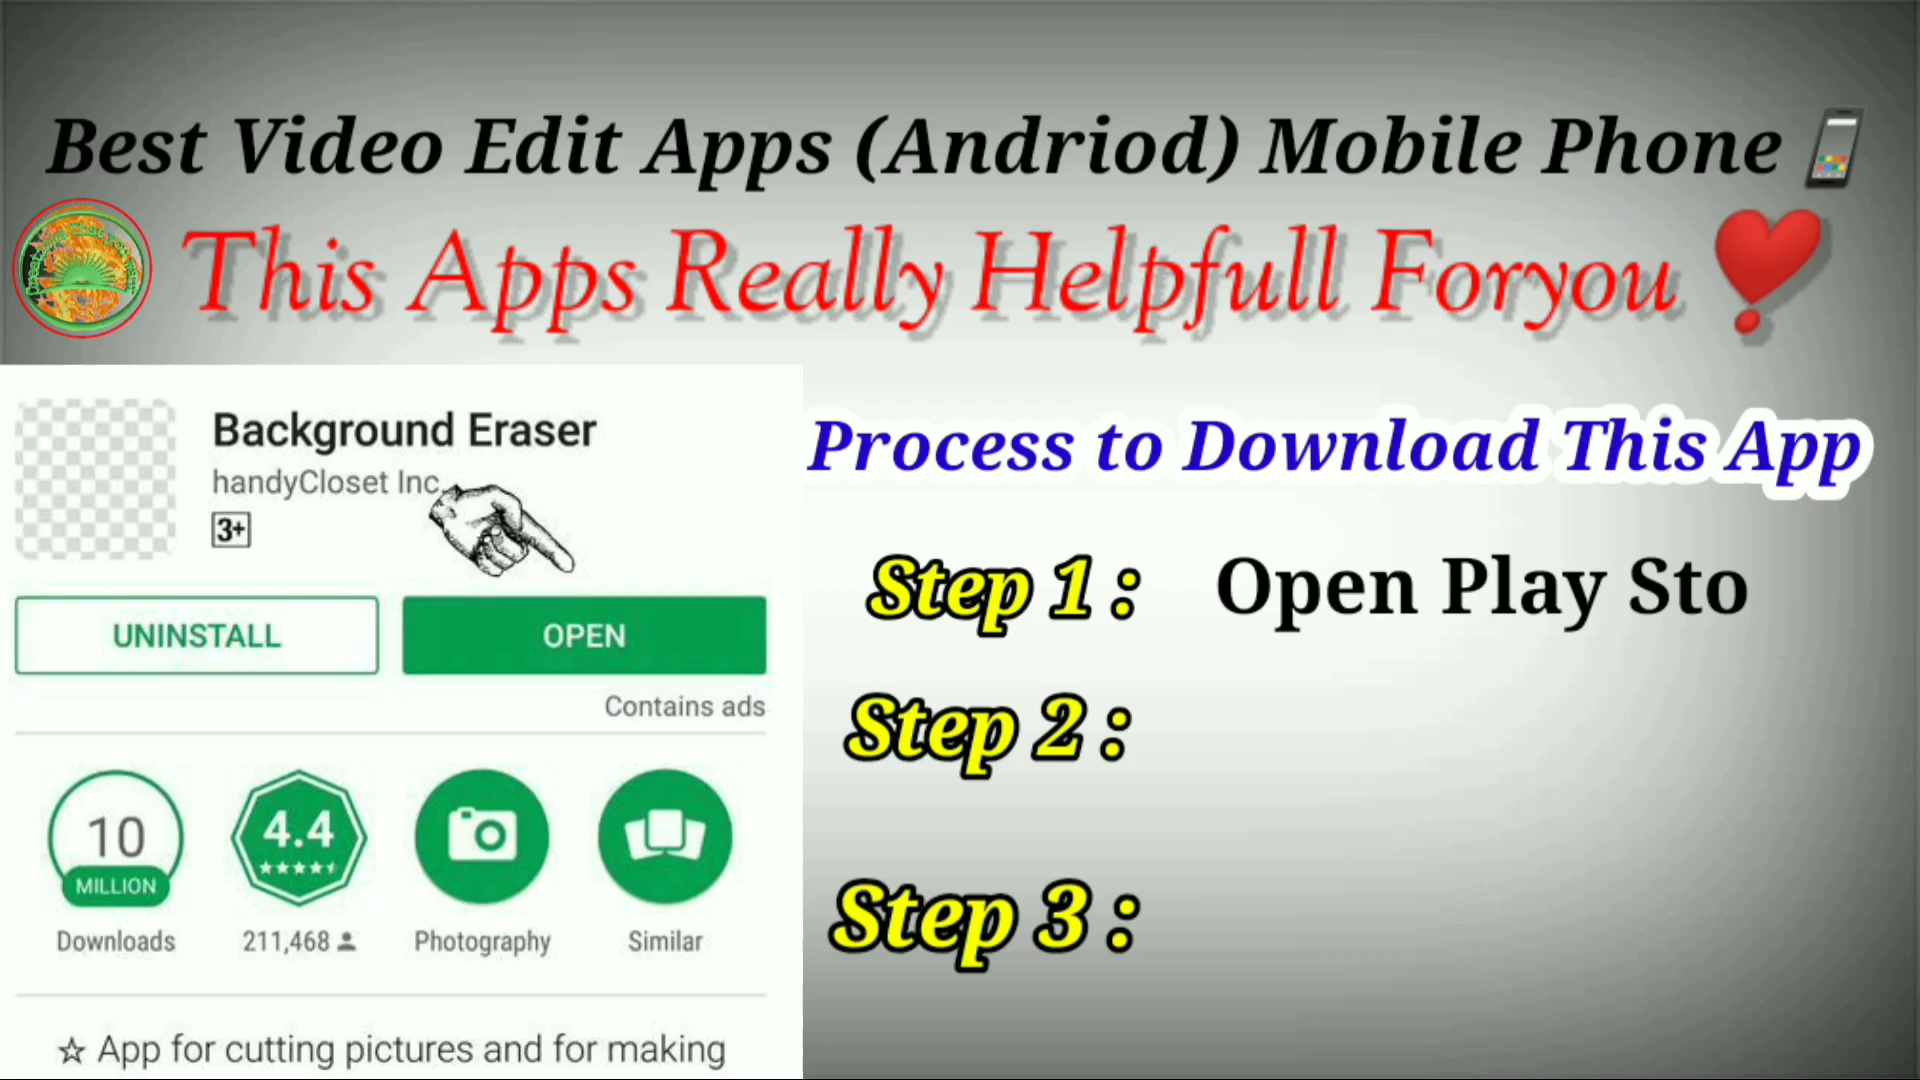 Best Video Edit Apps (Andriod) Mobile Phone
This Apps Really Helpfull Foryou
Background Eraser
handyCloset Inc
3+
UNINSTALL
OPEN
Contains ads
10
MILLION
Downloads
4.4
211,468
Photography
Similar
☆ App for cutting pictures and for making
Process to Download This App
Step 1 : Open Play Sto
Step 2 :
Step 3 :